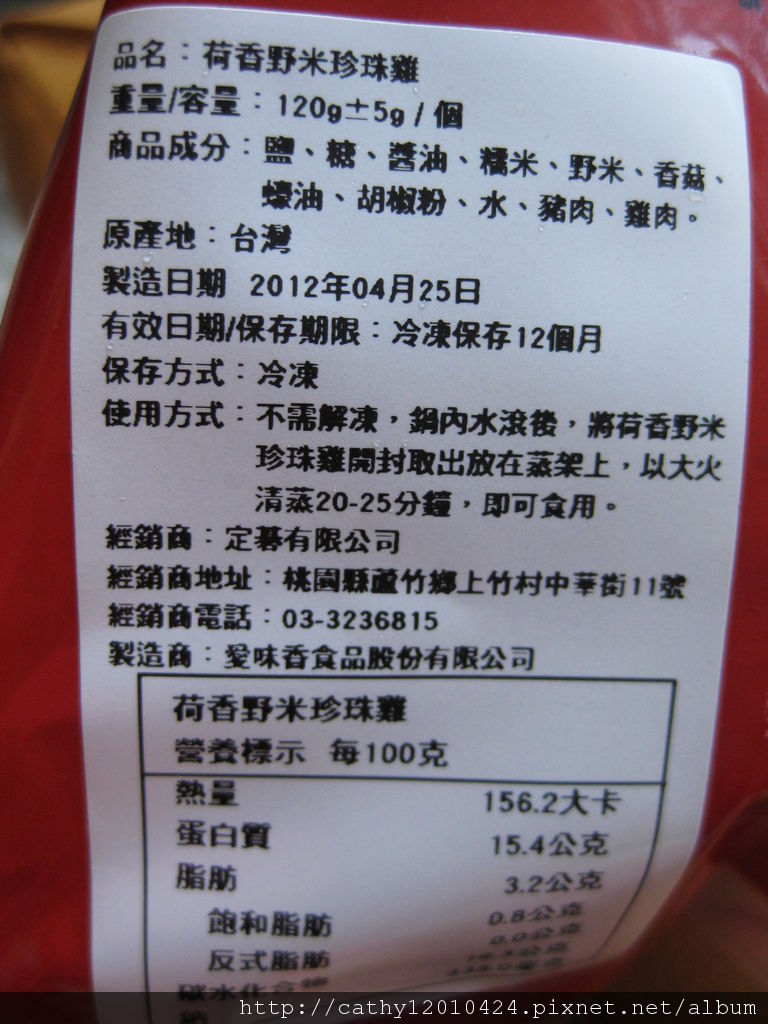 品名：荷香野米珍珠雞
重量/容量：120g±5g / 個
商品成分：鹽、糖、醬油、糯米、野米、香菇、
蠔油、胡椒粉、水、豬肉、雞肉。
原產地：台灣
製造日期 2012年04月25日
有效日期/保存期限：冷凍保存12個月
保存方式：冷凍
使用方式：不需解凍，鍋內水滾後，將荷香野米
珍珠雞開封取出放在蒸架上，以大火
清蒸20-25分鐘，即可食用。
經銷商：定碁有限公司
經銷商地址：桃園縣蘆竹鄉上竹村中華街11號
經銷商電話：03-3236815
製造商：愛味香食品股份有限公司
荷香野米珍珠雞
營養標示 每100克
熱量 156.2大卡
蛋白質 15.4公克
脂肪 3.2公克
飽和脂肪 0.8公克
反式脂肪 0.0公克
碳水化合物
鈉
http://cathy12010424.pixnet.net/album